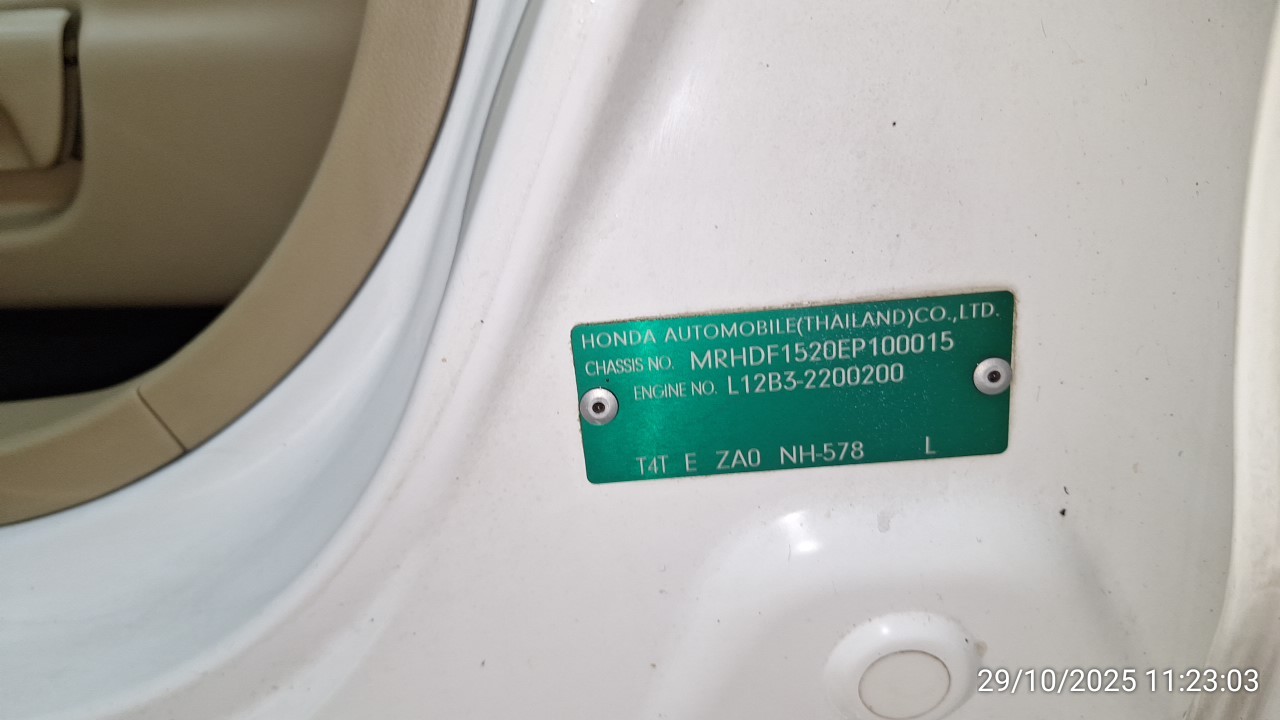 HONDA AUTOMOBILE(THAILAND)CO.,LTD.
CHASSIS NO. MRHDF1520EP100015
ENGINE NO. L12B3-2200200
T4T E ZA0 NH-578 L
29/10/2025 11:23:03